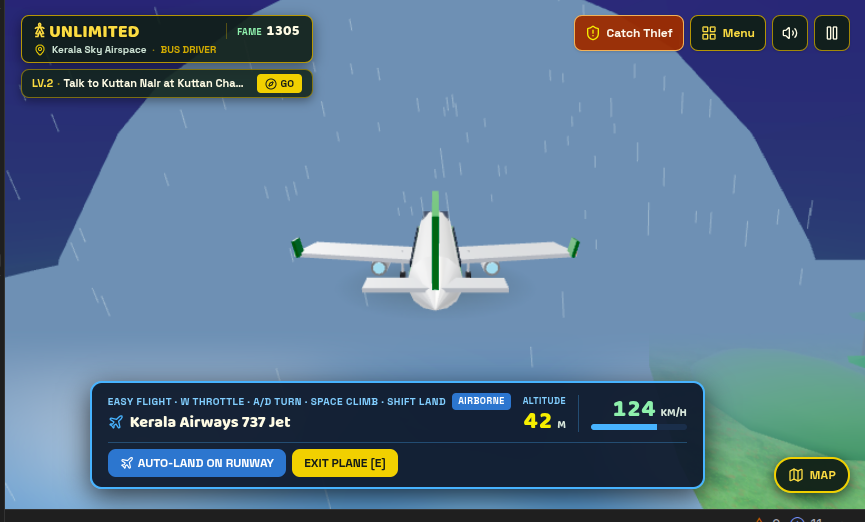 UNLIMITED
FAME 1305
Kerala Sky Airspace · BUS DRIVER
LV.2 · Talk to Kuttan Nair at Kuttan Cha...
GO
Catch Thief
Menu
EASY FLIGHT · W THROTTLE · A/D TURN · SPACE CLIMB · SHIFT LAND
AIRBORNE
Kerala Airways 737 Jet
ALTITUDE
42 M
124 KM/H
AUTO-LAND ON RUNWAY
EXIT PLANE [E]
MAP